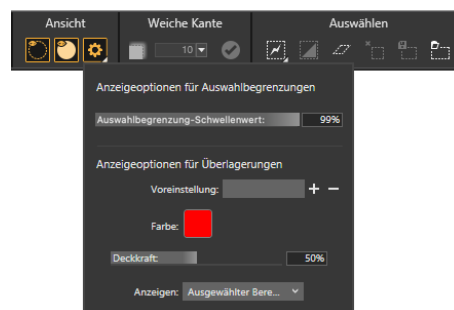 Ansicht Weiche Kante Auswählen
10
Anzeigeoptionen für Auswahlbegrenzungen
Auswahlbegrenzung-Schwellenwert: 99%
Anzeigeoptionen für Überlagerungen
Voreinstellung:
Farbe:
Deckkraft: 50%
Anzeigen: Ausgewählter Bere...